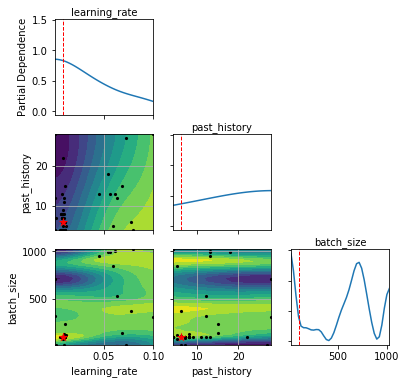 learning_rate
1.5
1.0
0.5
0.0
Partial Dependence
past_history
20
10
past_history
batch_size
1000
500
batch_size
0.05
0.10
10
20
500
1000
learning_rate
past_history